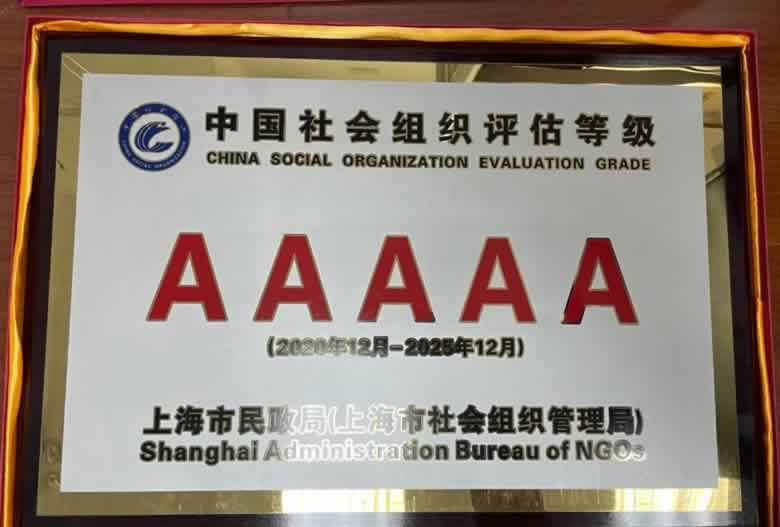 中国社会组织评估等级
CHINA SOCIAL ORGANIZATION EVALUATION GRADE
AAAAA
(2020年12月-2025年12月)
上海市民政局(上海市社会组织管理局)
Shanghai Administration Bureau of NGOs